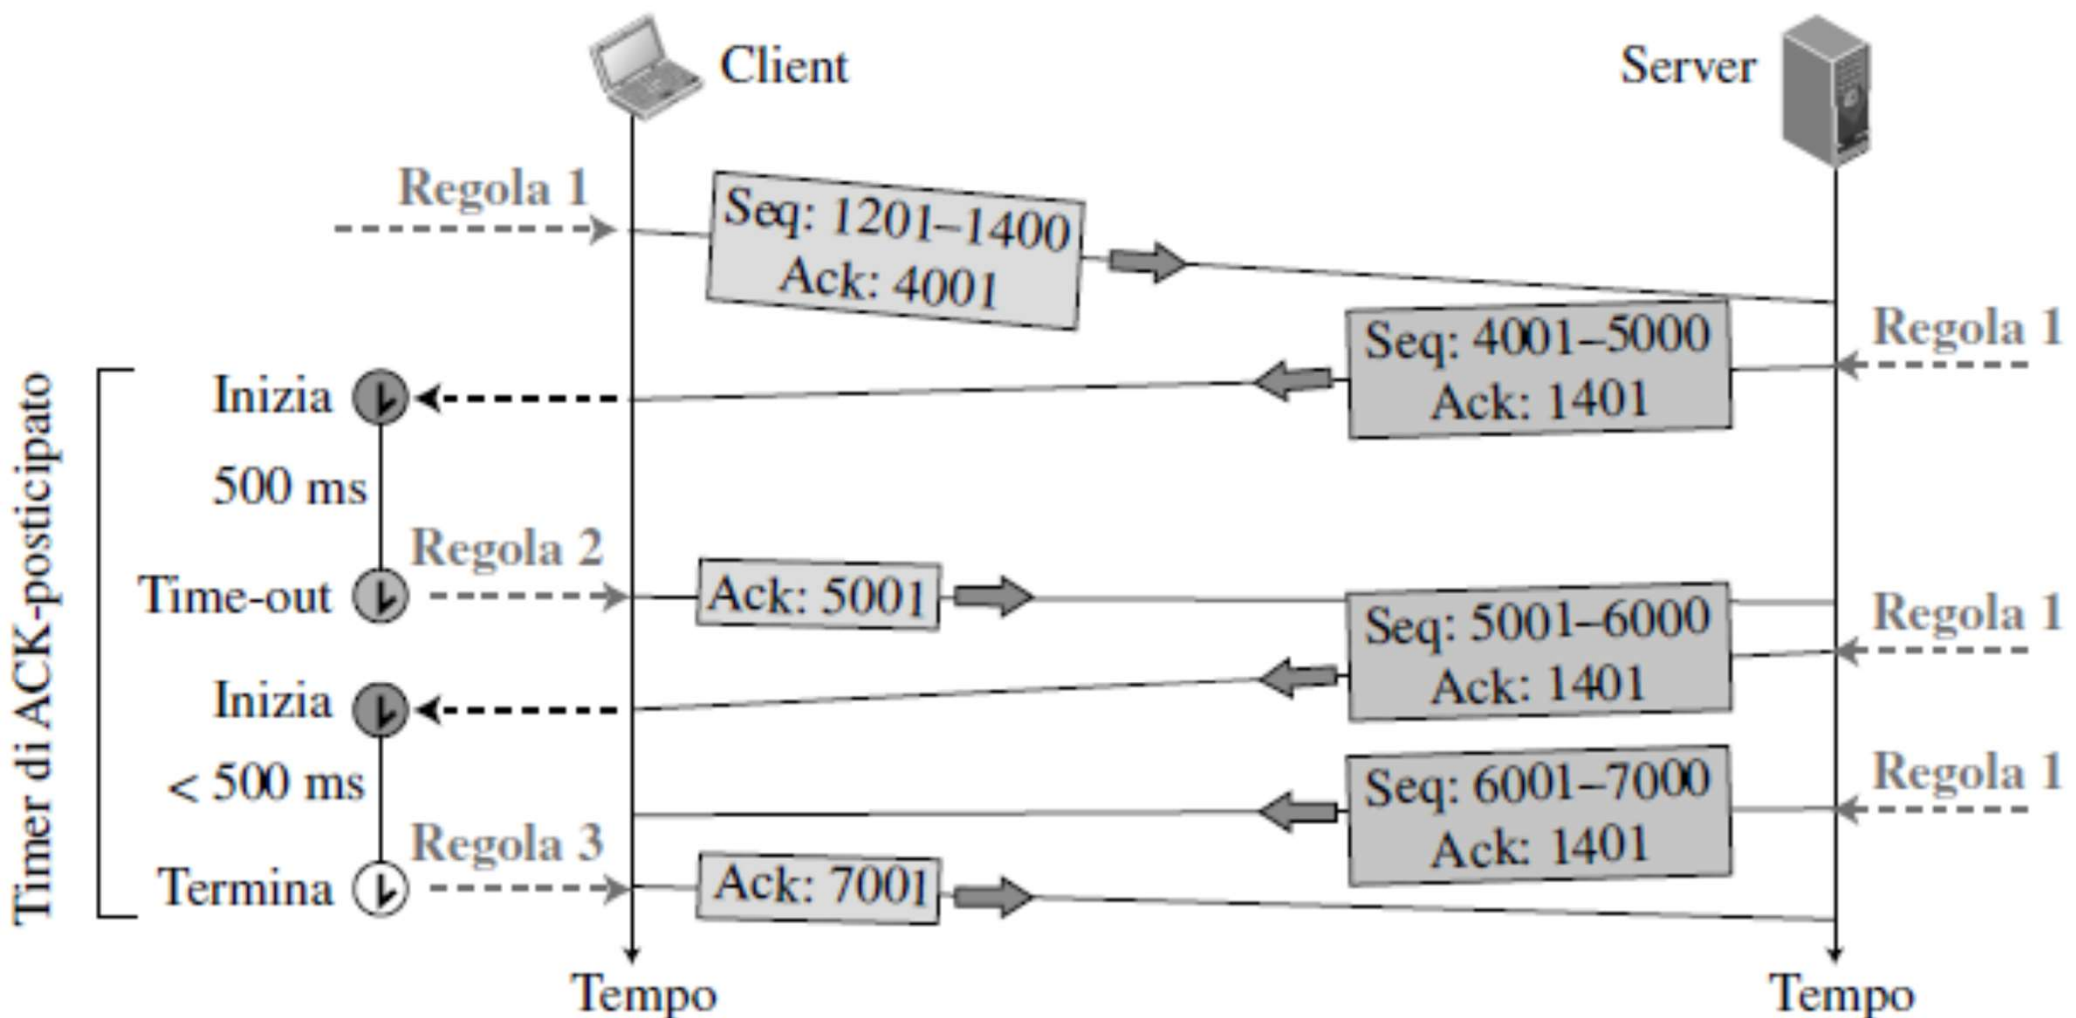 Client
Server
Regola 1
Seq: 1201–1400
Ack: 4001
Seq: 4001–5000
Ack: 1401
Regola 1
Timer di ACK-posticipato
Inizia
500 ms
Regola 2
Time-out
Ack: 5001
Seq: 5001–6000
Ack: 1401
Regola 1
Inizia
< 500 ms
Seq: 6001–7000
Ack: 1401
Regola 1
Regola 3
Termina
Ack: 7001
Tempo
Tempo